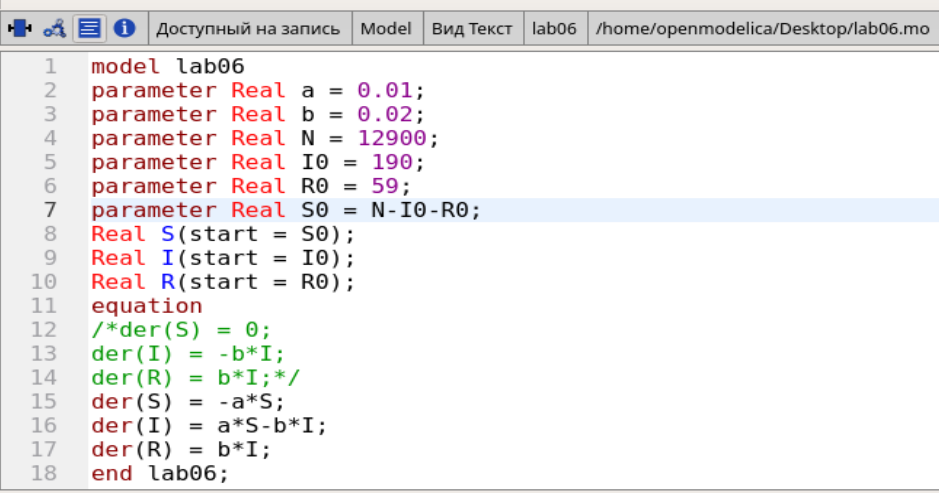 Доступный на запись Model Вид Текст lab06 /home/openmodelica/Desktop/lab06.mo
1 model lab06
2 parameter Real a = 0.01;
3 parameter Real b = 0.02;
4 parameter Real N = 12900;
5 parameter Real I0 = 190;
6 parameter Real R0 = 59;
7 parameter Real S0 = N-I0-R0;
8 Real S(start = S0);
9 Real I(start = I0);
10 Real R(start = R0);
11 equation
12 /*der(S) = 0;
13 der(I) = -b*I;
14 der(R) = b*I;*/
15 der(S) = -a*S;
16 der(I) = a*S-b*I;
17 der(R) = b*I;
18 end lab06;